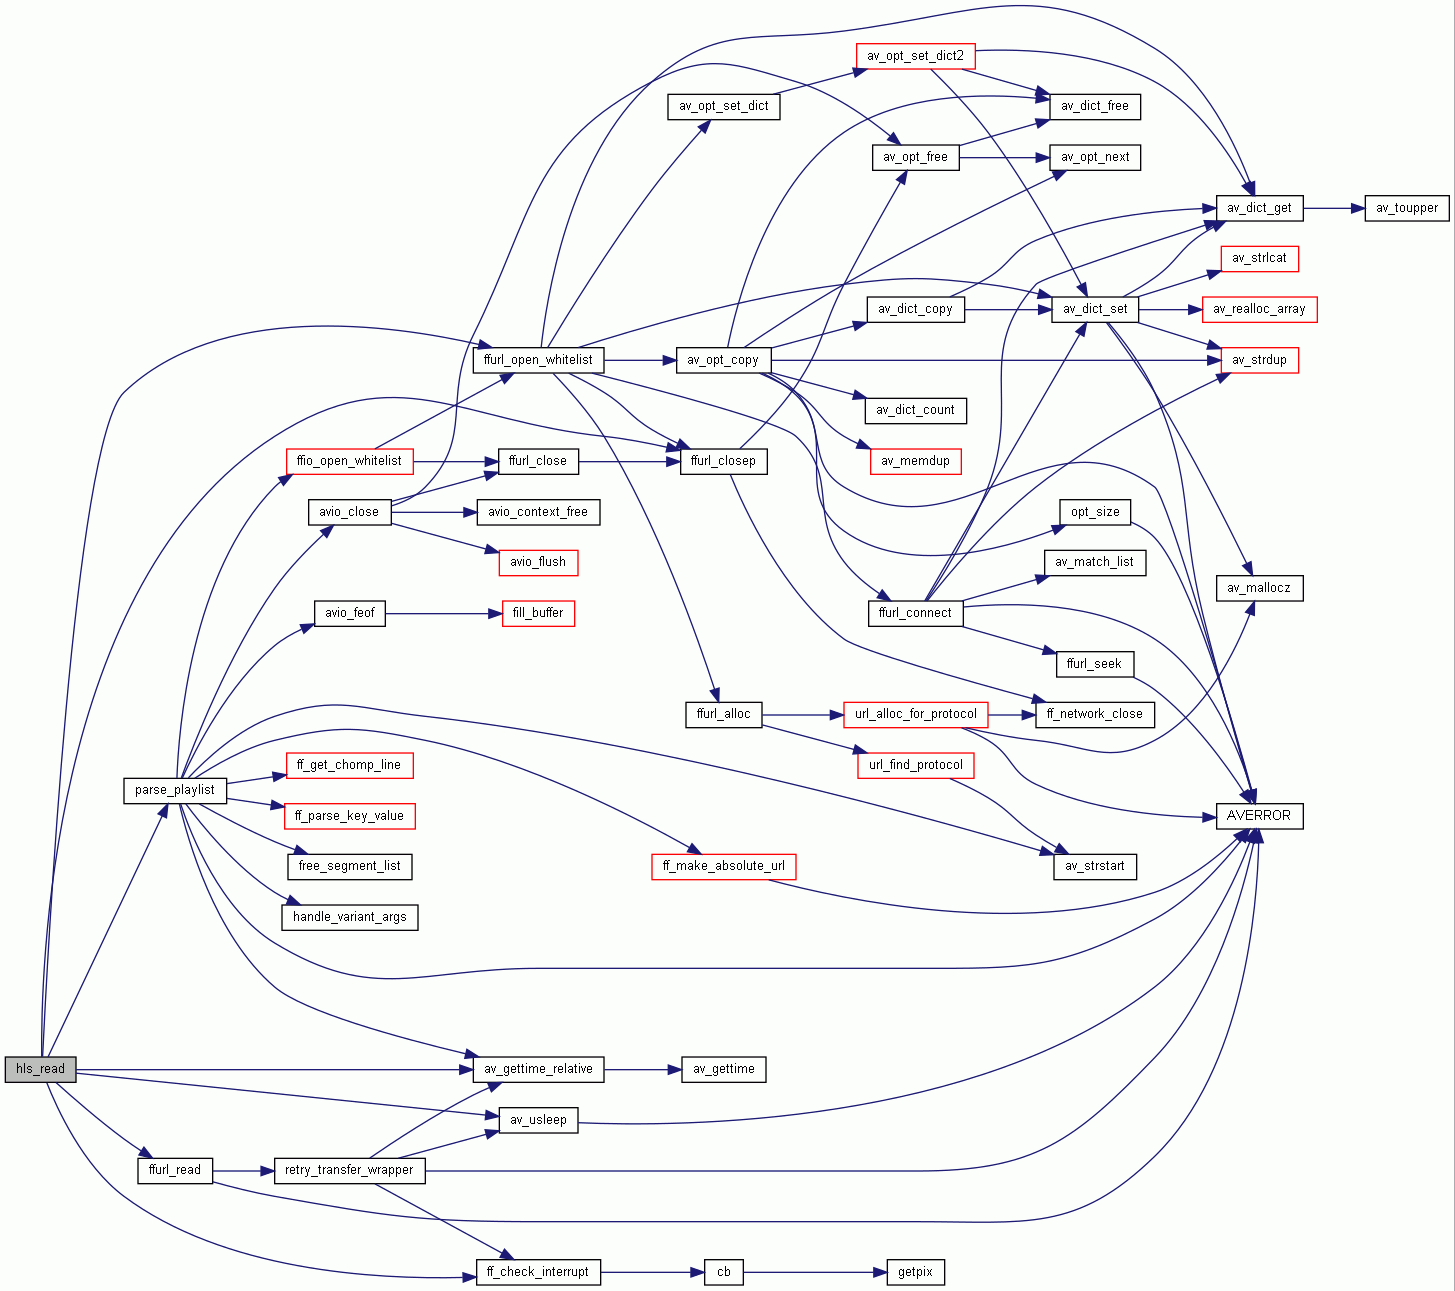 av_opt_set_dict2
av_opt_set_dict
av_dict_free
av_opt_free
av_opt_next
av_dict_get
av_toupper
av_strlcat
av_dict_copy
av_dict_set
av_realloc_array
ffurl_open_whitelist
av_opt_copy
av_strdup
av_dict_count
ffio_open_whitelist
ffurl_close
ffurl_closep
av_memdup
avio_close
avio_context_free
opt_size
avio_flush
av_match_list
av_mallocz
avio_feof
fill_buffer
ffurl_connect
ffurl_seek
ffurl_alloc
url_alloc_for_protocol
ff_network_close
ff_get_chomp_line
url_find_protocol
parse_playlist
ff_parse_key_value
AVERROR
free_segment_list
ff_make_absolute_url
av_strstart
handle_variant_args
hls_read
av_gettime_relative
av_gettime
av_usleep
ffurl_read
retry_transfer_wrapper
ff_check_interrupt
cb
getpix